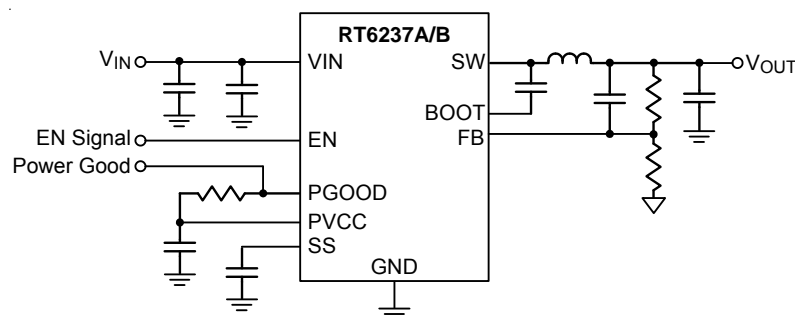 RT6237A/B
VIN
VIN
SW
VOUT
BOOT
EN Signal
EN
FB
Power Good
PGOOD
PVCC
SS
GND